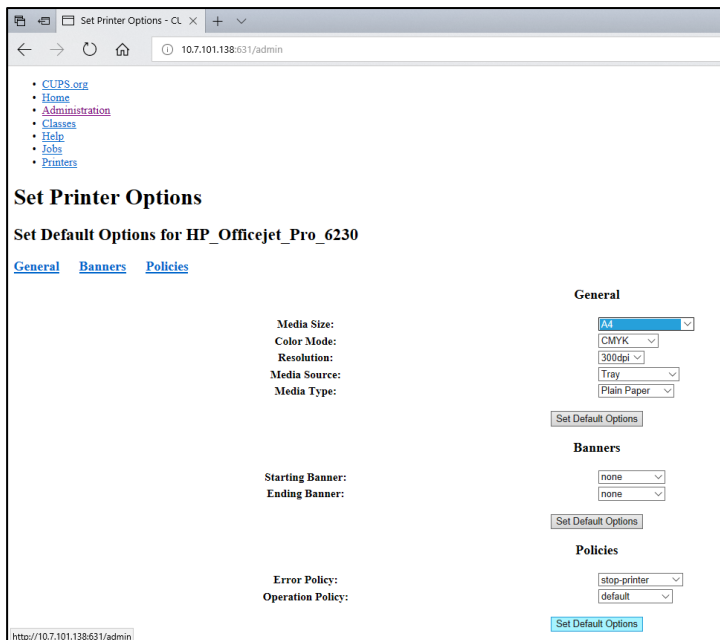 Set Printer Options - CU
10.7.101.138:631/admin
CUPS.org
Home
Administration
Classes
Help
Jobs
Printers
Set Printer Options
Set Default Options for HP_Officejet_Pro_6230
General Banners Policies
General
Media Size: A4
Color Mode: CMYK
Resolution: 300dpi
Media Source: Tray
Media Type: Plain Paper
Set Default Options
Banners
Starting Banner: none
Ending Banner: none
Set Default Options
Policies
Error Policy: stop-printer
Operation Policy: default
Set Default Options
http://10.7.101.138:631/admin